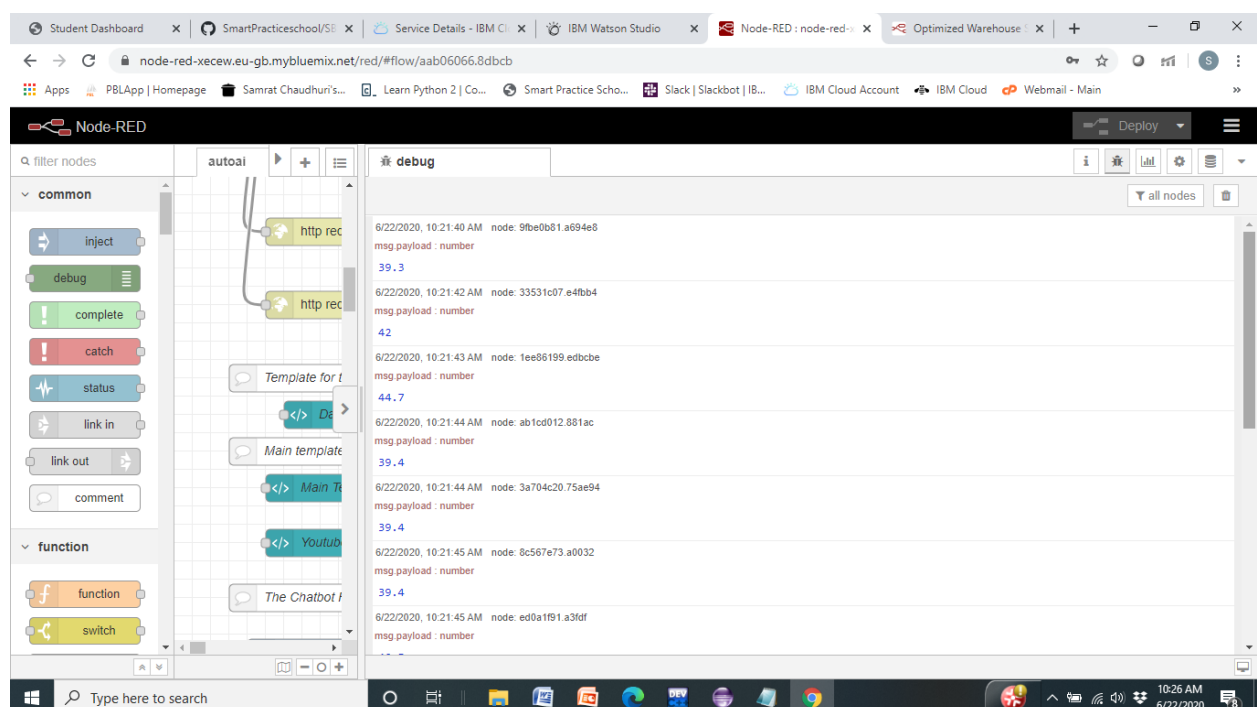 Student Dashboard
SmartPracticeschool/SB
Service Details - IBM Cl
IBM Watson Studio
Node-RED : node-red-x
Optimized Warehouse
node-red-xecew.eu-gb.mybluemix.net/red/#flow/aab06066.8dbcb
S
Apps
PBLApp | Homepage
Samrat Chaudhuri's...
Learn Python 2 | Co...
Smart Practice Scho...
Slack | Slackbot | IB...
IBM Cloud Account
IBM Cloud
Webmail - Main
Node-RED
Deploy
filter nodes
autoai
debug
all nodes
common
inject
debug
complete
catch
status
link in
link out
comment
function
function
switch
http rec
http rec
Template for t
Da
Main template
Main Te
Youtub
The Chatbot
6/22/2020, 10:21:40 AM node: 9fbe0b81.a694e8
msg.payload : number
39.3
6/22/2020, 10:21:42 AM node: 33531c07.e4fbb4
msg.payload : number
42
6/22/2020, 10:21:43 AM node: 1ee86199.edbcbe
msg.payload : number
44.7
6/22/2020, 10:21:44 AM node: ab1cd012.881ac
msg.payload : number
39.4
6/22/2020, 10:21:44 AM node: 3a704c20.75ae94
msg.payload : number
39.4
6/22/2020, 10:21:45 AM node: 8c567e73.a0032
msg.payload : number
39.4
6/22/2020, 10:21:45 AM node: ed0a1f91.a3fdf
msg.payload : number
Type here to search
DEV
10:26 AM
6/22/2020